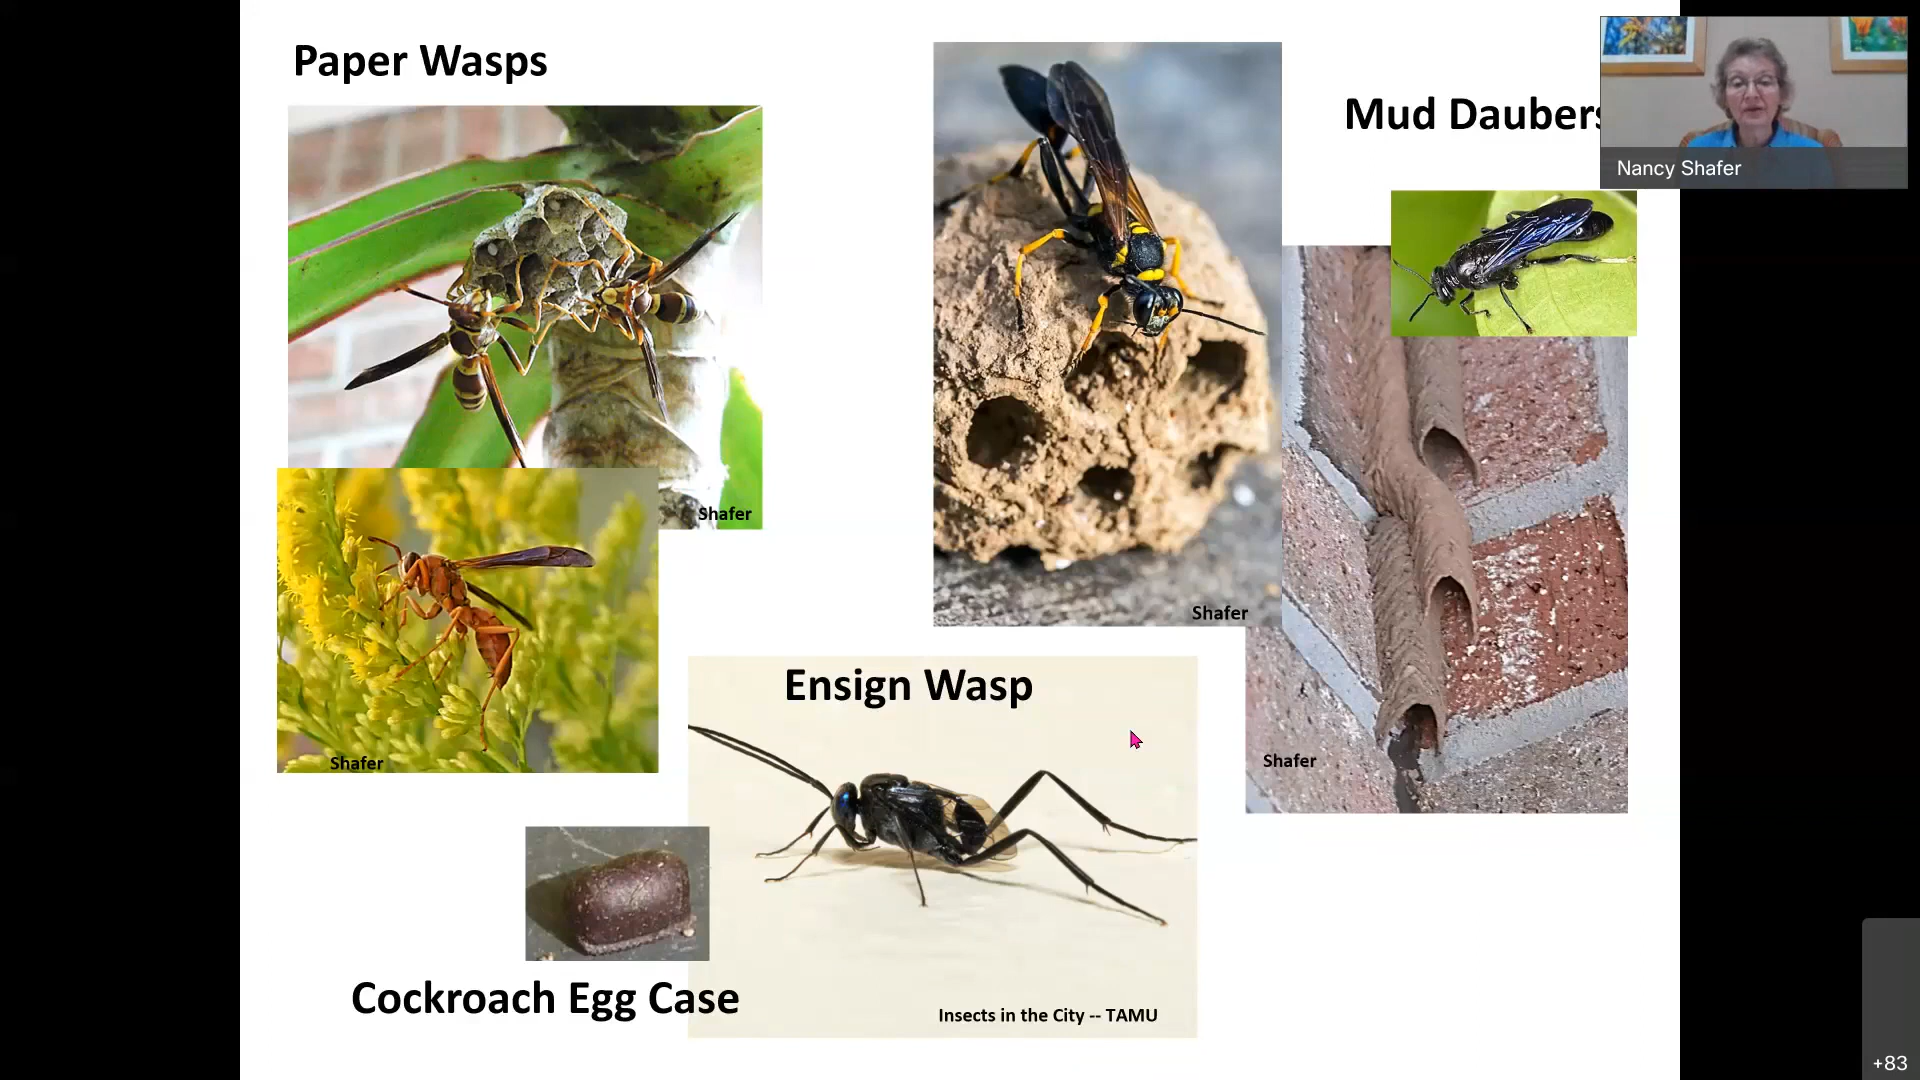 Paper Wasps
Mud Daubers
Nancy Shafer
Shafer
Shafer
Shafer
Ensign Wasp
Shafer
Cockroach Egg Case
Insects in the City -- TAMU
+83